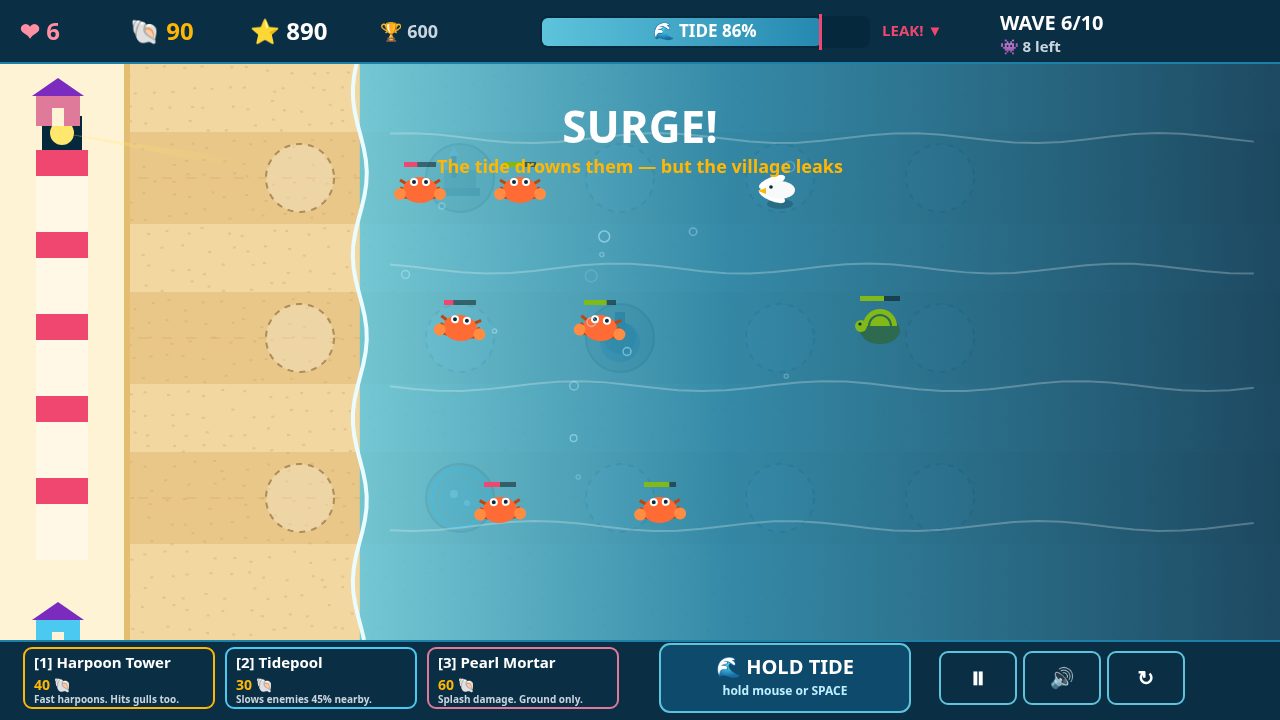 ❤ 6
🐚 90
⭐ 890
🏆 600
🌊 TIDE 86%
LEAK! ▼
WAVE 6/10
👾 8 left
SURGE!
The tide drowns them — but the village leaks
[1] Harpoon Tower
40 🐚
Fast harpoons. Hits gulls too.
[2] Tidepool
30 🐚
Slows enemies 45% nearby.
[3] Pearl Mortar
60 🐚
Splash damage. Ground only.
🌊 HOLD TIDE
hold mouse or SPACE
⏸
🔊
↻